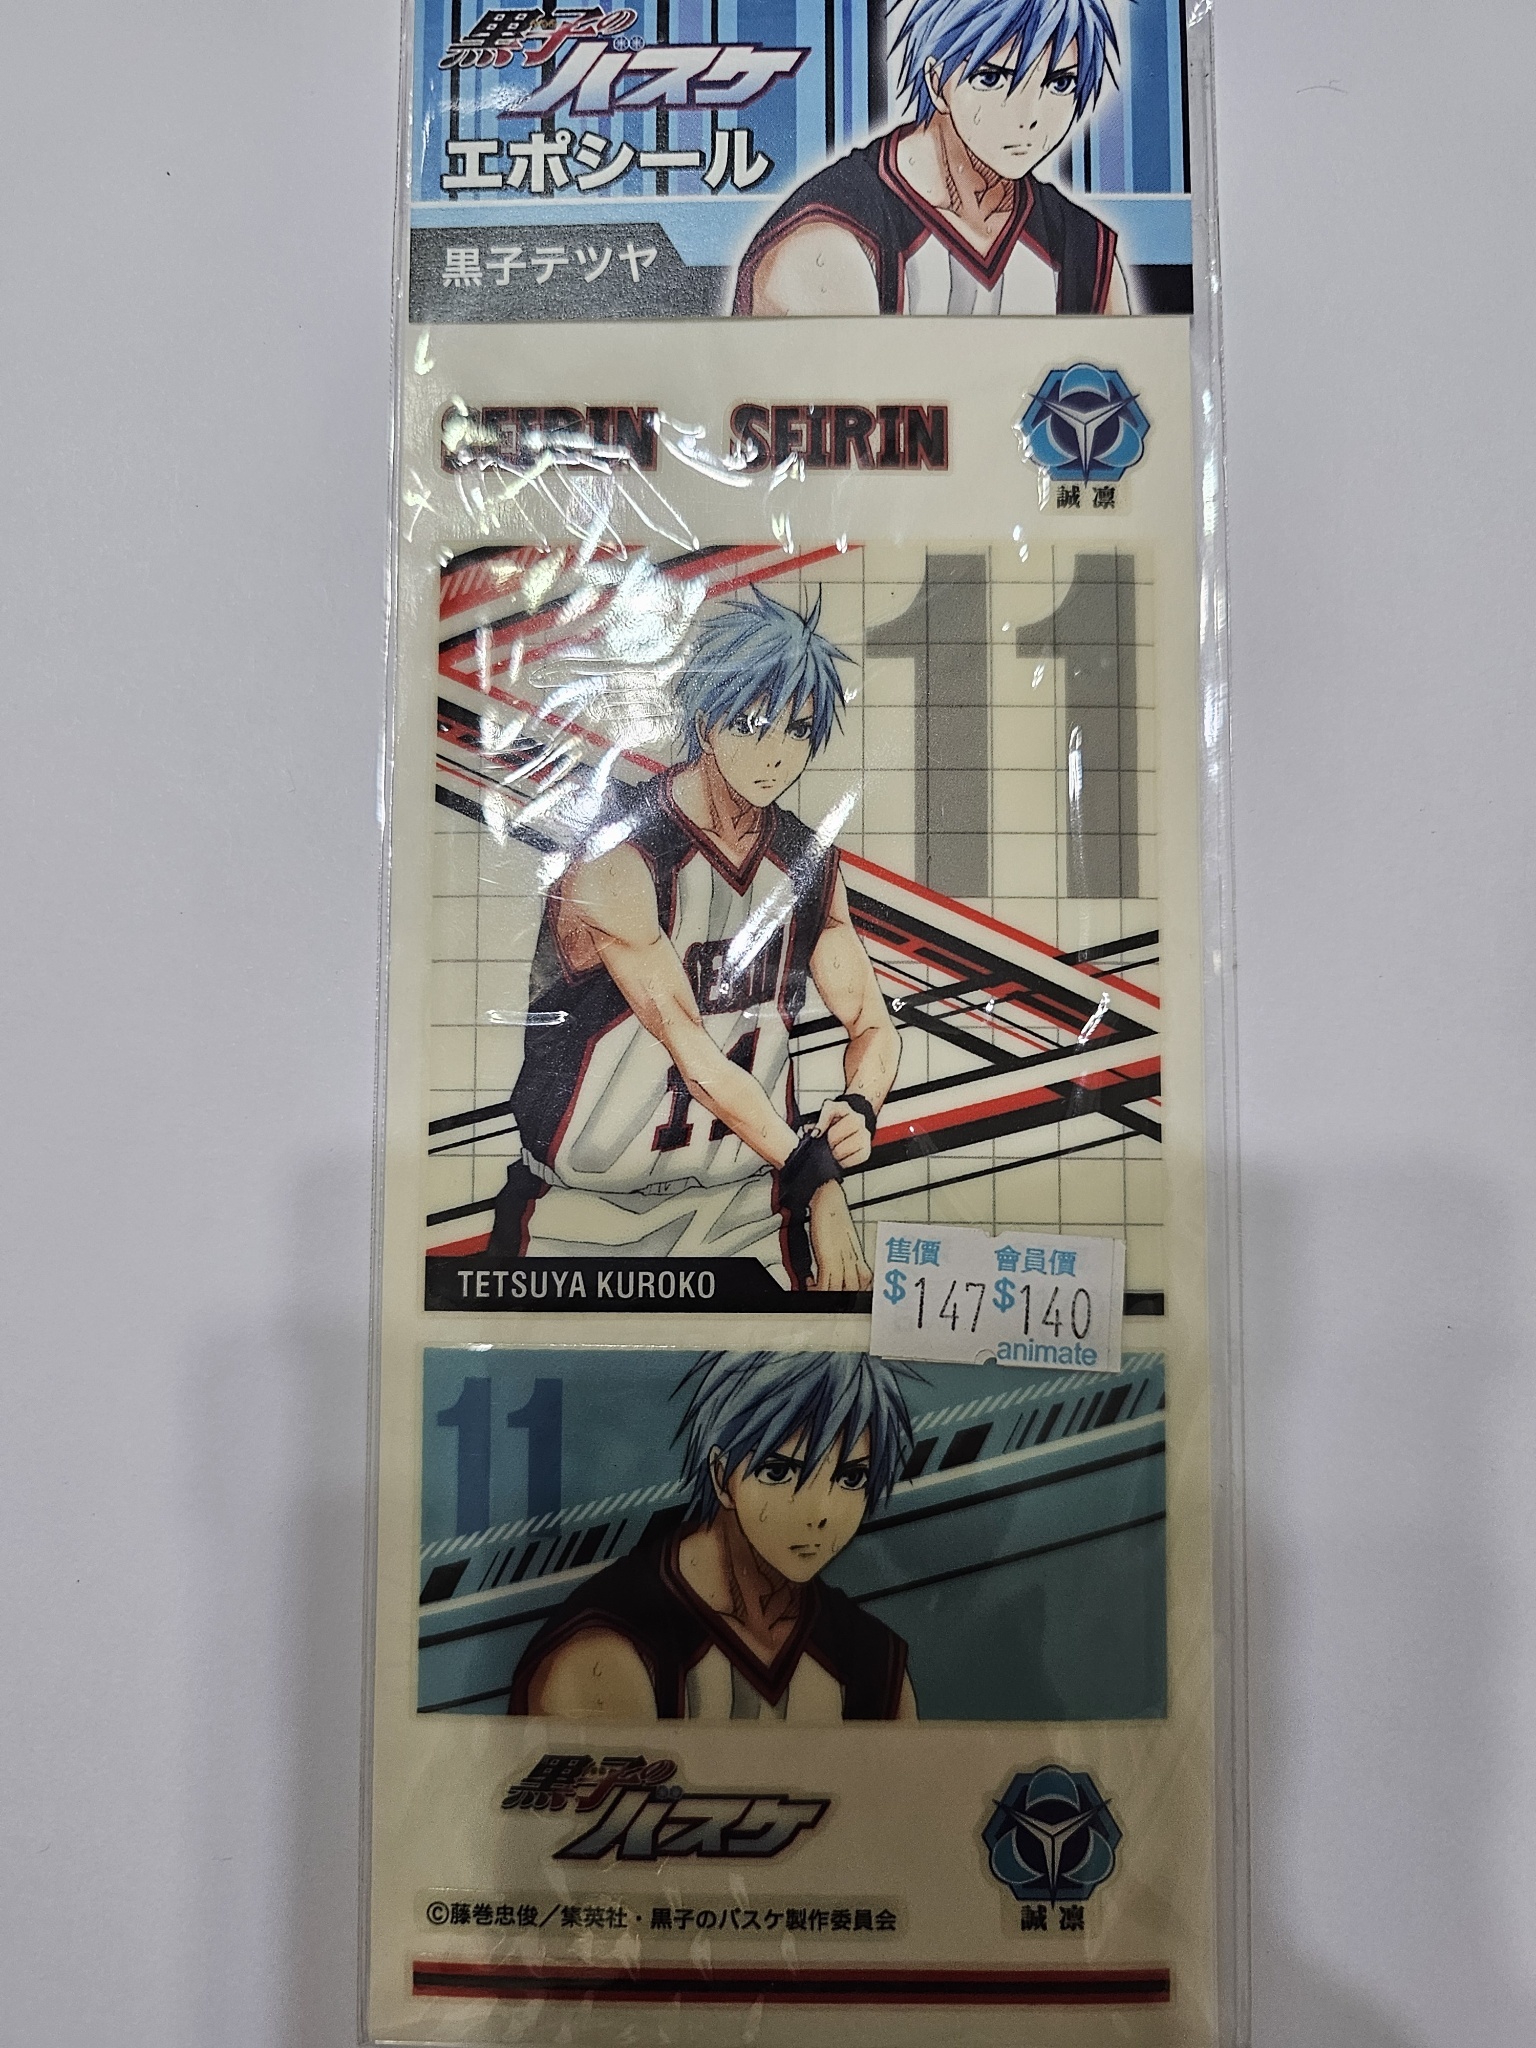 黒子の
バスケ
エポシール
黒子テツヤ
SEIRIN SEIRIN
誠凛
11
SEIRIN
11
TETSUYA KUROKO
售價 會員價
$147 $140
animate
11
黒子の
バスケ
誠凛
©藤巻忠俊／集英社・黒子のバスケ製作委員会